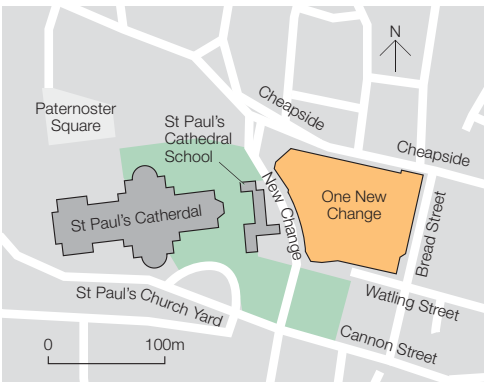 N
Cheapside
Paternoster
Square
St Paul's
Cathedral
School
Cheapside
New Change
One New
Change
St Paul's Catherdal
Bread Street
St Paul's Church Yard
Watling Street
Cannon Street
0 100m